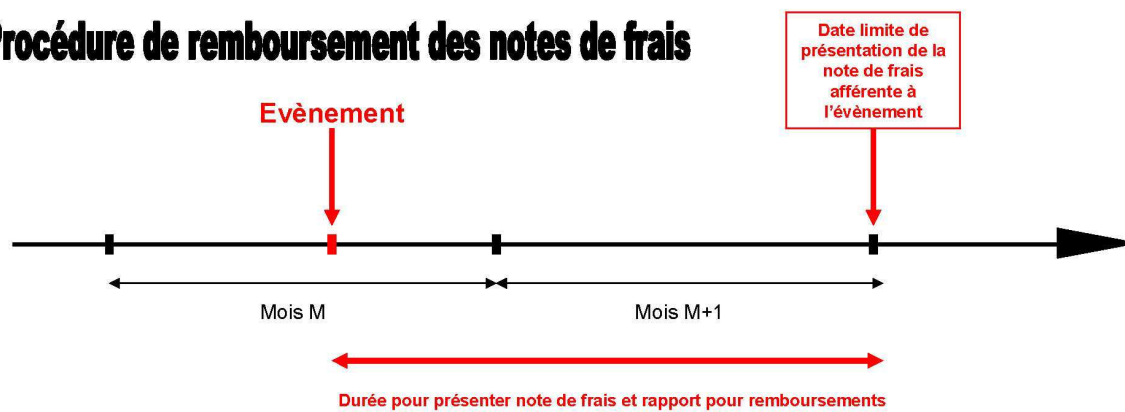 Procédure de remboursement des notes de frais
Date limite de
présentation de la
note de frais
afférente à
l'évènement
Evènement
Mois M
Mois M+1
Durée pour présenter note de frais et rapport pour remboursements